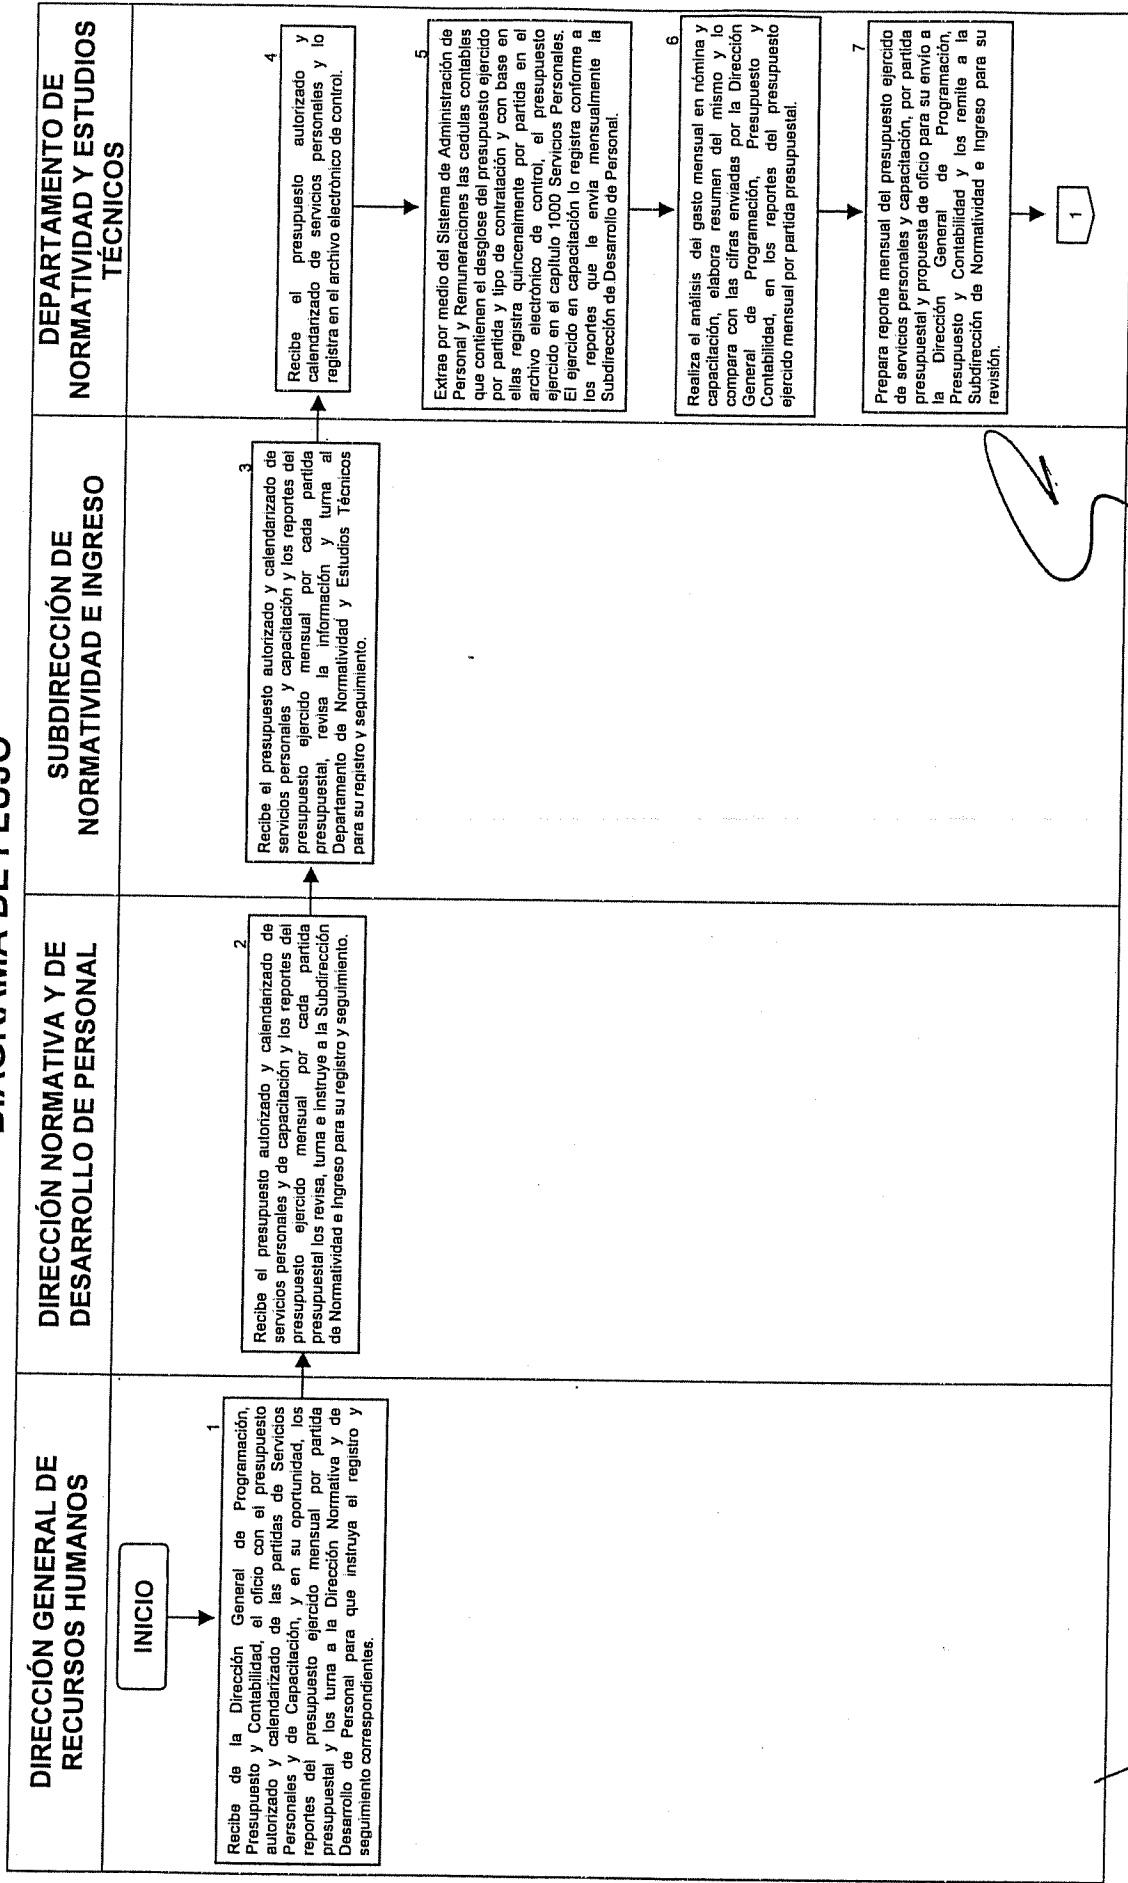 DIAGRAMA DE FLUJO
DIRECCIÓN GENERAL DE
RECURSOS HUMANOS
DIRECCIÓN NORMATIVA Y DE
DESARROLLO DE PERSONAL
SUBDIRECCIÓN DE
NORMATIVIDAD E INGRESO
DEPARTAMENTO DE
NORMATIVIDAD Y ESTUDIOS
TÉCNICOS
INICIO
1
Recibe de la Dirección General de Programación,
Presupuesto y Contabilidad, el oficio con el presupuesto
autorizado y calendarizado de las partidas de Servicios
Personales y de Capacitación, y en su oportunidad, los
reportes del presupuesto ejercido mensual por partida
presupuestal y los turna a la Dirección Normativa y de
Desarrollo de Personal para que instruya el registro y
seguimiento correspondientes.
2
Recibe el presupuesto autorizado y calendarizado de
servicios personales y de capacitación y los reportes del
presupuesto ejercido mensual por cada partida
presupuestal los revisa, turna e instruye a la Subdirección
de Normatividad e Ingreso para su registro y seguimiento.
3
Recibe el presupuesto autorizado y calendarizado de
servicios personales y capacitación y los reportes del
presupuesto ejercido mensual por cada partida
presupuestal, revisa la información y turna al
Departamento de Normatividad y Estudios Técnicos
para su registro y seguimiento.
4
Recibe el presupuesto autorizado y
calendarizado de servicios personales y lo
registra en el archivo electrónico de control.
5
Extrae por medio del Sistema de Administración de
Personal y Remuneraciones las cedulas contables
que contienen el desglose del presupuesto ejercido
por partida y tipo de contratación y con base en
ellas registra quincenalmente por partida en el
archivo electrónico de control, el presupuesto
ejercido en el capítulo 1000 Servicios Personales.
El ejercido en capacitación lo registra conforme a
los reportes que le envía mensualmente la
Subdirección de Desarrollo de Personal.
6
Realiza el análisis del gasto mensual en nómina y
capacitación, elabora resumen del mismo y lo
compara con las cifras enviadas por la Dirección
General de Programación, Presupuesto y
Contabilidad, en los reportes del presupuesto
ejercido mensual por partida presupuestal.
7
Prepara reporte mensual del presupuesto ejercido
de servicios personales y capacitación, por partida
presupuestal y propuesta de oficio para su envío a
la Dirección General de Programación,
Presupuesto y Contabilidad y los remite a la
Subdirección de Normatividad e Ingreso para su
revisión.
1